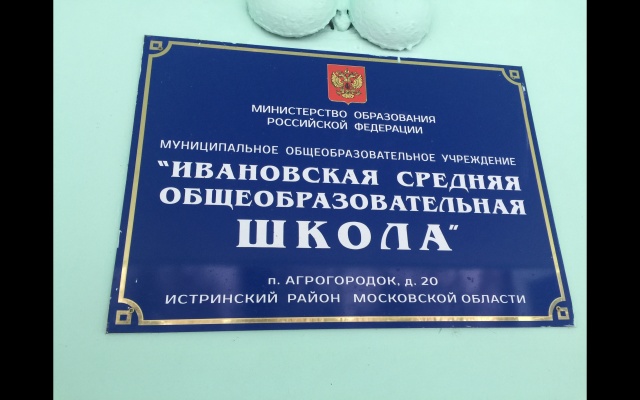 МИНИСТЕРСТВО ОБРАЗОВАНИЯ
РОССИЙСКОЙ ФЕДЕРАЦИИ
МУНИЦИПАЛЬНОЕ ОБЩЕОБРАЗОВАТЕЛЬНОЕ УЧРЕЖДЕНИЕ
"ИВАНОВСКАЯ СРЕДНЯЯ
ОБЩЕОБРАЗОВАТЕЛЬНАЯ
ШКОЛА"
п. АГРОГОРОДОК, д. 20
ИСТРИНСКИЙ РАЙОН МОСКОВСКОЙ ОБЛАСТИ